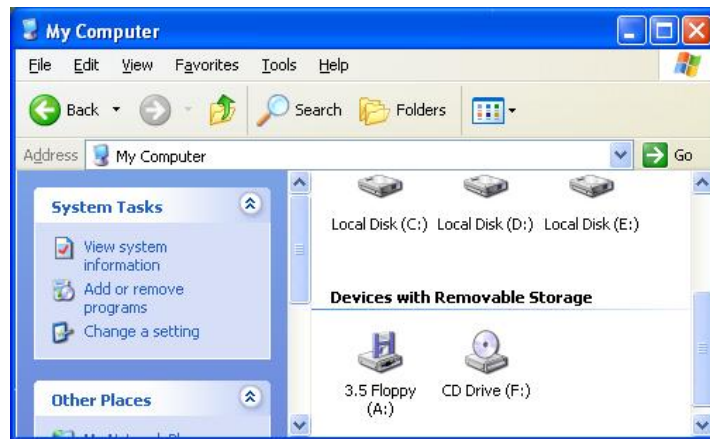 My Computer
File Edit View Favorites Tools Help
Back Search Folders
Address My Computer Go
System Tasks
View system
information
Add or remove
programs
Change a setting
Other Places
Local Disk (C:) Local Disk (D:) Local Disk (E:)
Devices with Removable Storage
3.5 Floppy
(A:)
CD Drive (F:)